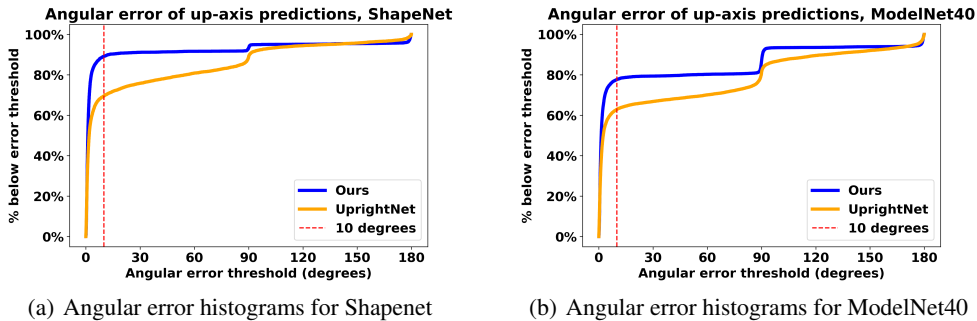 Angular error of up-axis predictions, ShapeNet
100%
80%
60%
40%
20%
0%
% below error threshold
Ours
UprightNet
10 degrees
0 30 60 90 120 150 180
Angular error threshold (degrees)
(a) Angular error histograms for Shapenet
Angular error of up-axis predictions, ModelNet40
100%
80%
60%
40%
20%
0%
% below error threshold
Ours
UprightNet
10 degrees
0 30 60 90 120 150 180
Angular error threshold (degrees)
(b) Angular error histograms for ModelNet40